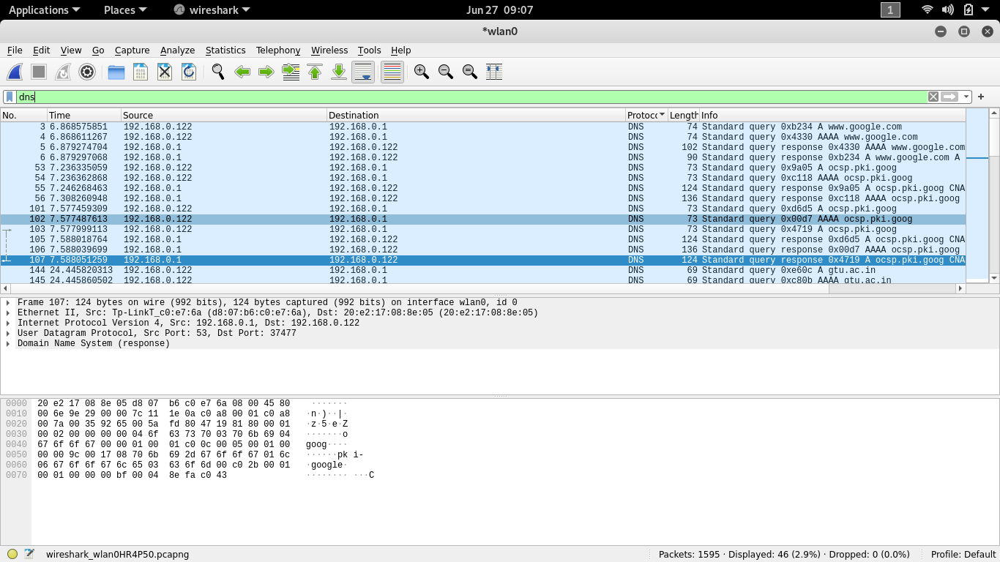 Applications Places wireshark Jun 27 09:07 1
*wlan0
File Edit View Go Capture Analyze Statistics Telephony Wireless Tools Help
dns
No. Time Source Destination Protoco Length Info
3 6.868575851 192.168.0.122 192.168.0.1 DNS 74 Standard query 0xb234 A www.google.com
4 6.868611267 192.168.0.122 192.168.0.1 DNS 74 Standard query 0x4330 AAAA www.google.com
5 6.879274704 192.168.0.1 192.168.0.122 DNS 102 Standard query response 0x4330 AAAA www.google.com
6 6.879297068 192.168.0.1 192.168.0.122 DNS 90 Standard query response 0xb234 A www.google.com A
53 7.236335059 192.168.0.122 192.168.0.1 DNS 73 Standard query 0x9a05 A ocsp.pki.goog
54 7.236362868 192.168.0.122 192.168.0.1 DNS 73 Standard query 0xc118 AAAA ocsp.pki.goog
55 7.246268463 192.168.0.1 192.168.0.122 DNS 124 Standard query response 0x9a05 A ocsp.pki.goog CNA
56 7.308260948 192.168.0.1 192.168.0.122 DNS 136 Standard query response 0xc118 AAAA ocsp.pki.goog
101 7.577459309 192.168.0.122 192.168.0.1 DNS 73 Standard query 0xd6d5 A ocsp.pki.goog
102 7.577487613 192.168.0.122 192.168.0.1 DNS 73 Standard query 0x00d7 AAAA ocsp.pki.goog
103 7.577999113 192.168.0.122 192.168.0.1 DNS 73 Standard query 0x4719 A ocsp.pki.goog
105 7.588018764 192.168.0.1 192.168.0.122 DNS 124 Standard query response 0xd6d5 A ocsp.pki.goog CNA
106 7.588039699 192.168.0.1 192.168.0.122 DNS 136 Standard query response 0x00d7 AAAA ocsp.pki.goog
107 7.588051259 192.168.0.1 192.168.0.122 DNS 124 Standard query response 0x4719 A ocsp.pki.goog CNA
144 24.445820313 192.168.0.122 192.168.0.1 DNS 69 Standard query 0xe60c A gtu.ac.in
145 24.445860502 192.168.0.122 192.168.0.1 DNS 69 Standard query 0xc80b AAAA gtu.ac.in
Frame 107: 124 bytes on wire (992 bits), 124 bytes captured (992 bits) on interface wlan0, id 0
Ethernet II, Src: Tp-LinkT_c0:e7:6a (d8:07:b6:c0:e7:6a), Dst: 20:e2:17:08:8e:05 (20:e2:17:08:8e:05)
Internet Protocol Version 4, Src: 192.168.0.1, Dst: 192.168.0.122
User Datagram Protocol, Src Port: 53, Dst Port: 37477
Domain Name System (response)
0000 20 e2 17 08 8e 05 d8 07 b6 c0 e7 6a 08 00 45 80 ·······
0010 00 6e 9e 29 00 00 7c 11 1e 0a c0 a8 00 01 c0 a8 ·n·)··|·
0020 00 7a 00 35 92 65 00 5a fd 80 47 19 81 80 00 01 ·z·5·e·Z
0030 00 02 00 00 00 00 04 6f 63 73 70 03 70 6b 69 04 ·······o
0040 67 6f 6f 67 00 00 01 00 01 c0 0c 00 05 00 01 00 goog····
0050 00 00 9c 00 17 08 70 6b 69 2d 67 6f 6f 67 01 6c ······pk i-
0060 06 67 6f 6f 67 6c 65 03 63 6f 6d 00 c0 2b 00 01 ·google·
0070 00 01 00 00 00 bf 00 04 8e fa c0 43 ········ ···C
wireshark_wlan0HR4P50.pcapng Packets: 1595 · Displayed: 46 (2.9%) · Dropped: 0 (0.0%) Profile: Default